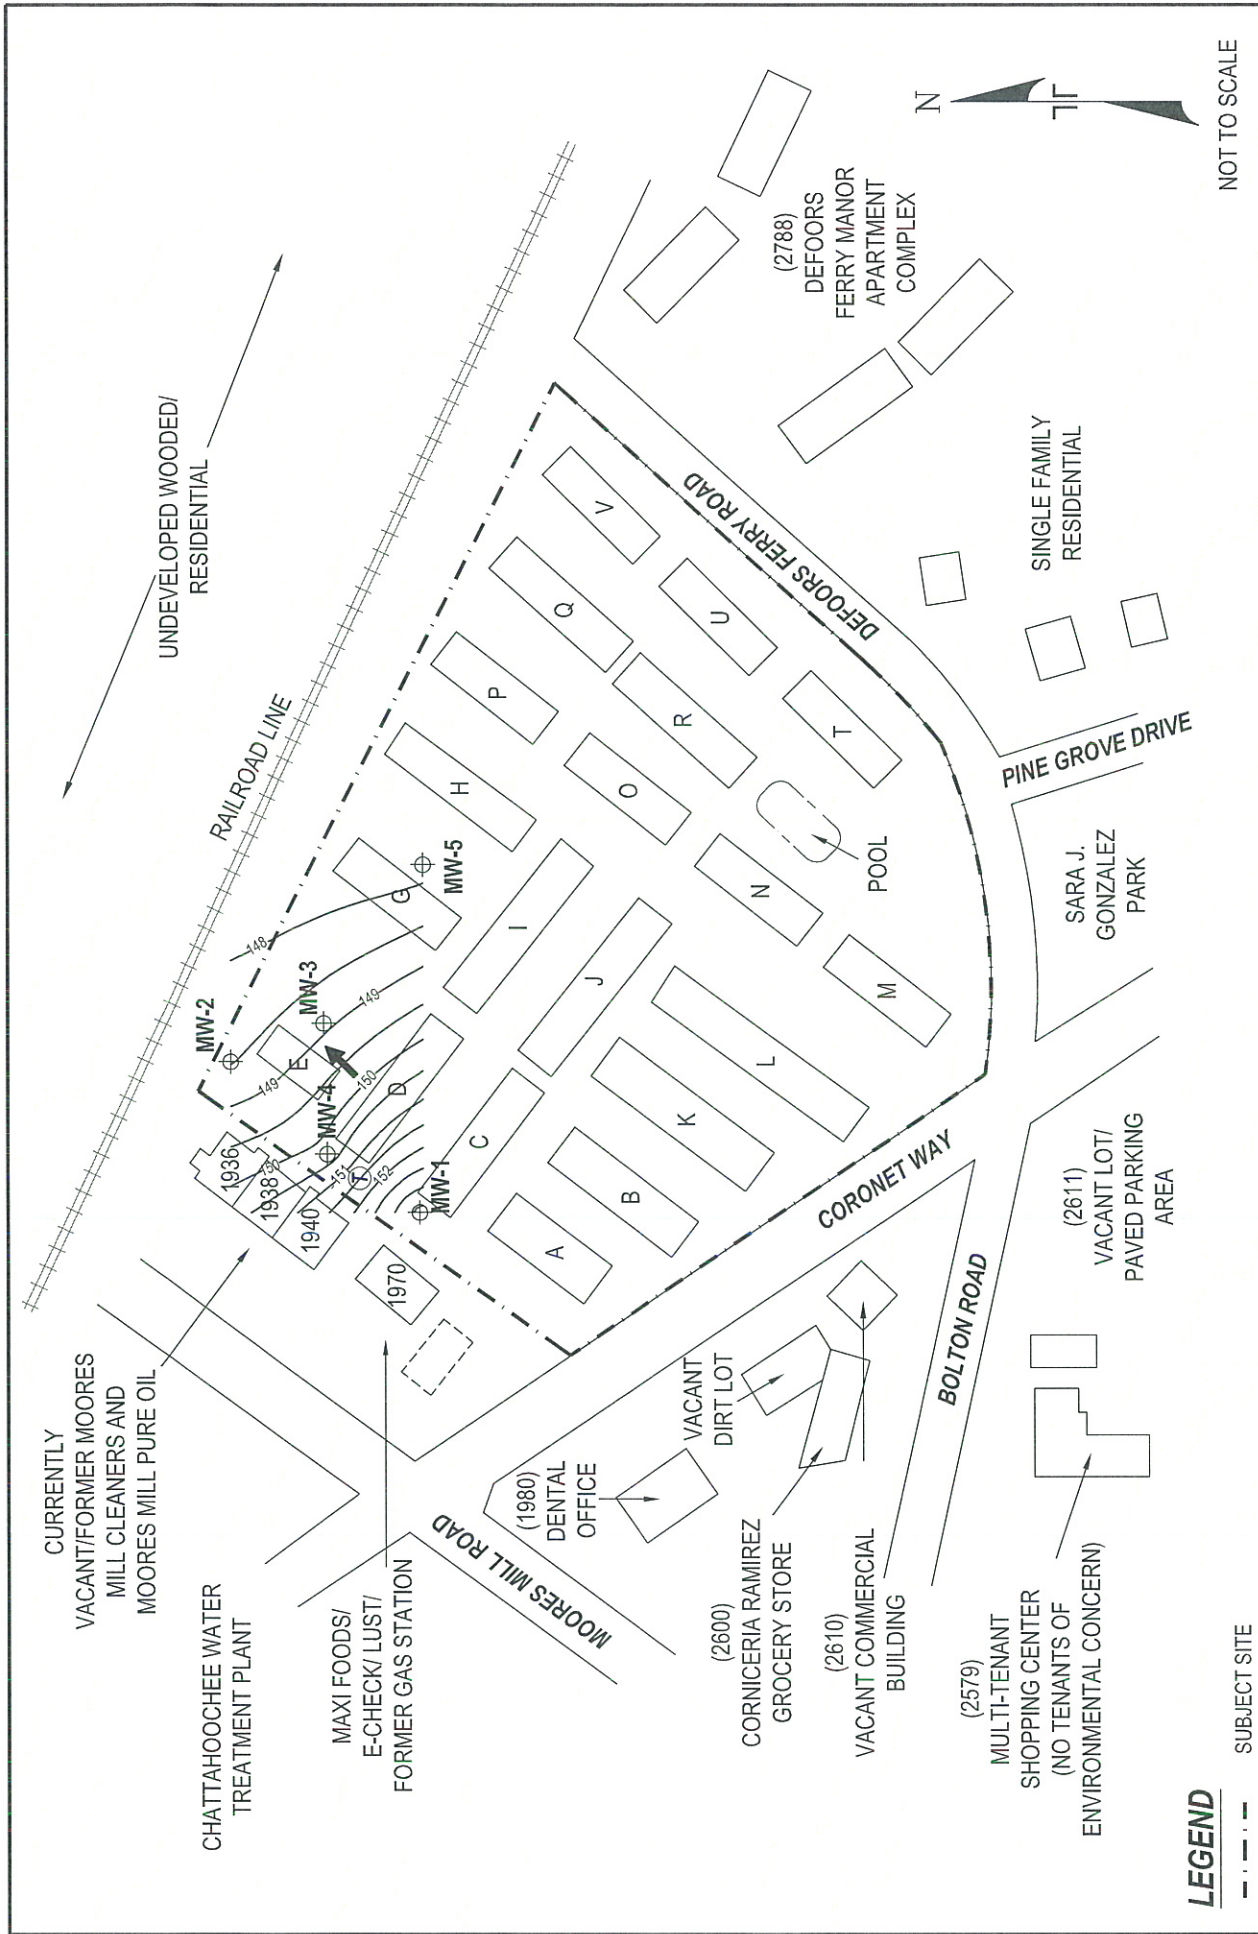 CURRENTLY
VACANT/FORMER MOORES
MILL CLEANERS AND
MOORES MILL PURE OIL
CHATTAHOOCHEE WATER
TREATMENT PLANT
MAXI FOODS/
E-CHECK/ LUST/
FORMER GAS STATION
MOORES MILL ROAD
(1980)
DENTAL
OFFICE
VACANT
DIRT LOT
(2600)
CORNICERIA RAMIREZ
GROCERY STORE
(2610)
VACANT COMMERCIAL
BUILDING
(2579)
MULTI-TENANT
SHOPPING CENTER
(NO TENANTS OF
ENVIRONMENTAL CONCERN)
BOLTON ROAD
CORONET WAY
(2611)
VACANT LOT/
PAVED PARKING
AREA
1936
1938
1940
1970
MW-1
MW-2
MW-3
MW-4
MW-5
148
149
149
150
150
151
152
T
A
B
C
D
E
G
H
I
J
K
L
M
N
O
P
Q
R
T
U
V
POOL
RAILROAD LINE
UNDEVELOPED WOODED/
RESIDENTIAL
DEFOORS FERRY ROAD
(2788)
DEFOORS
FERRY MANOR
APARTMENT
COMPLEX
SINGLE FAMILY
RESIDENTIAL
PINE GROVE DRIVE
SARA J.
GONZALEZ
PARK
N
NOT TO SCALE
LEGEND
SUBJECT SITE